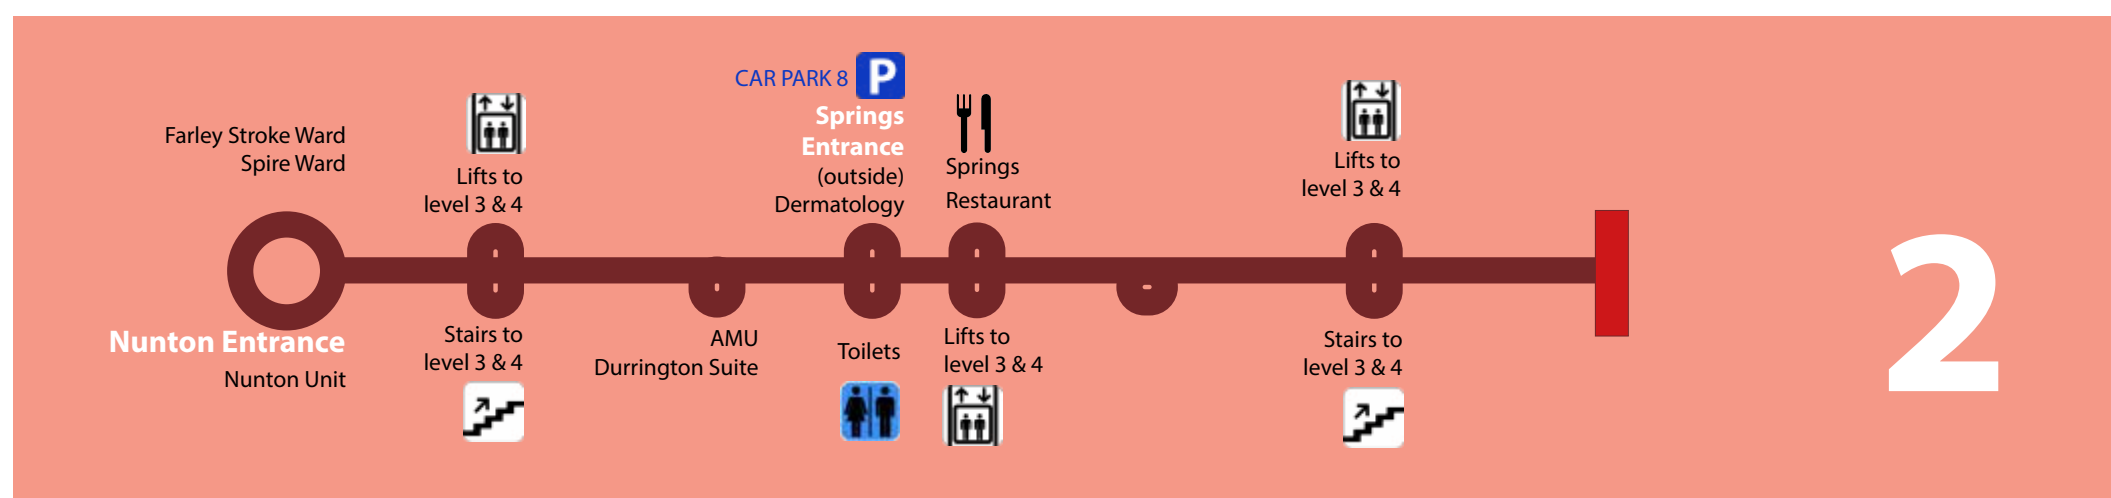 Farley Stroke Ward
Spire Ward
Nunton Entrance
Nunton Unit
Lifts to
level 3 & 4
Stairs to
level 3 & 4
AMU
Durrington Suite
CAR PARK 8 P
Springs
Entrance
(outside)
Dermatology
Toilets
Springs
Restaurant
Lifts to
level 3 & 4
Lifts to
level 3 & 4
Stairs to
level 3 & 4
2